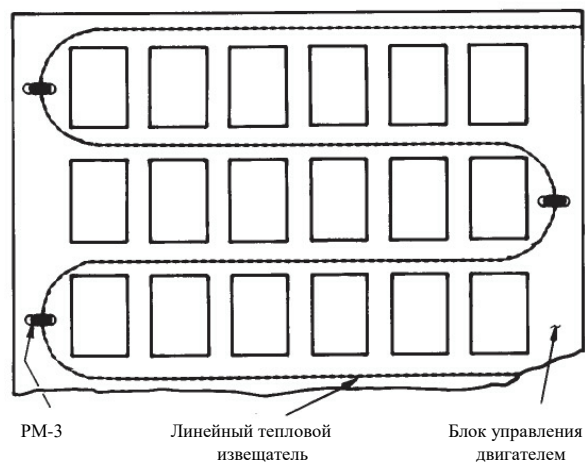 РМ-3
Линейный тепловой
извещатель
Блок управления
двигателем